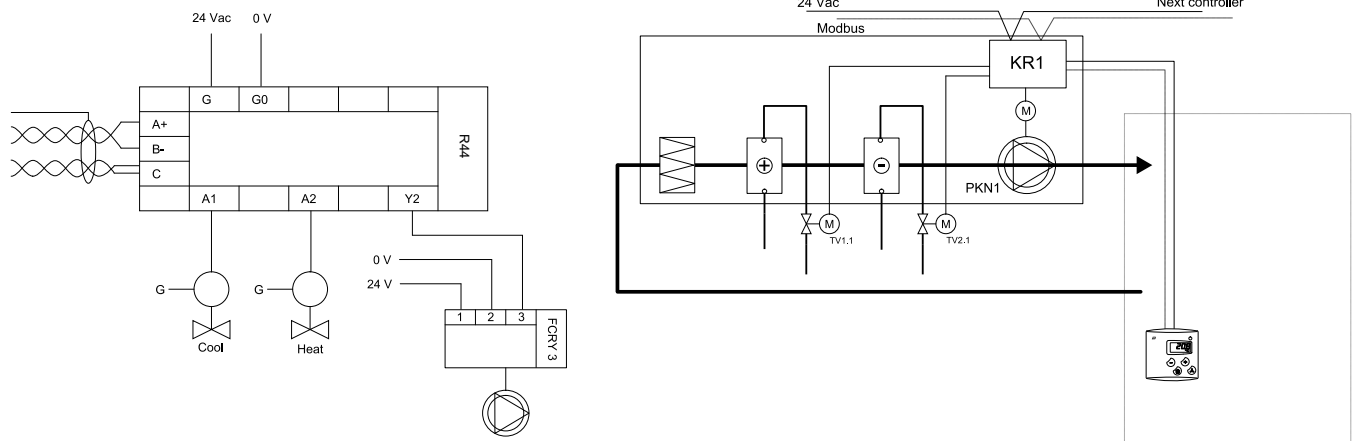 24 Vac 0 V
G G0
A+
B-
C
R44
A1 A2 Y2
0 V
24 V
G G
Cool Heat
1 2 3
FCRY 3
24 Vac Next controller
Modbus
KR1
M
+ -
PKN1
M M
TV1.1 TV2.1
- +